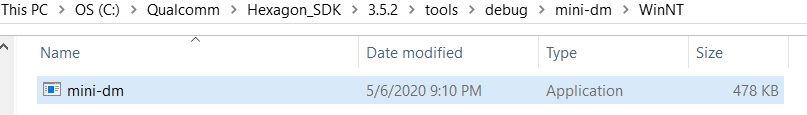 This PC > OS (C:) > Qualcomm > Hexagon_SDK > 3.5.2 > tools > debug > mini-dm > WinNT
Name Date modified Type Size
mini-dm 5/6/2020 9:10 PM Application 478 KB